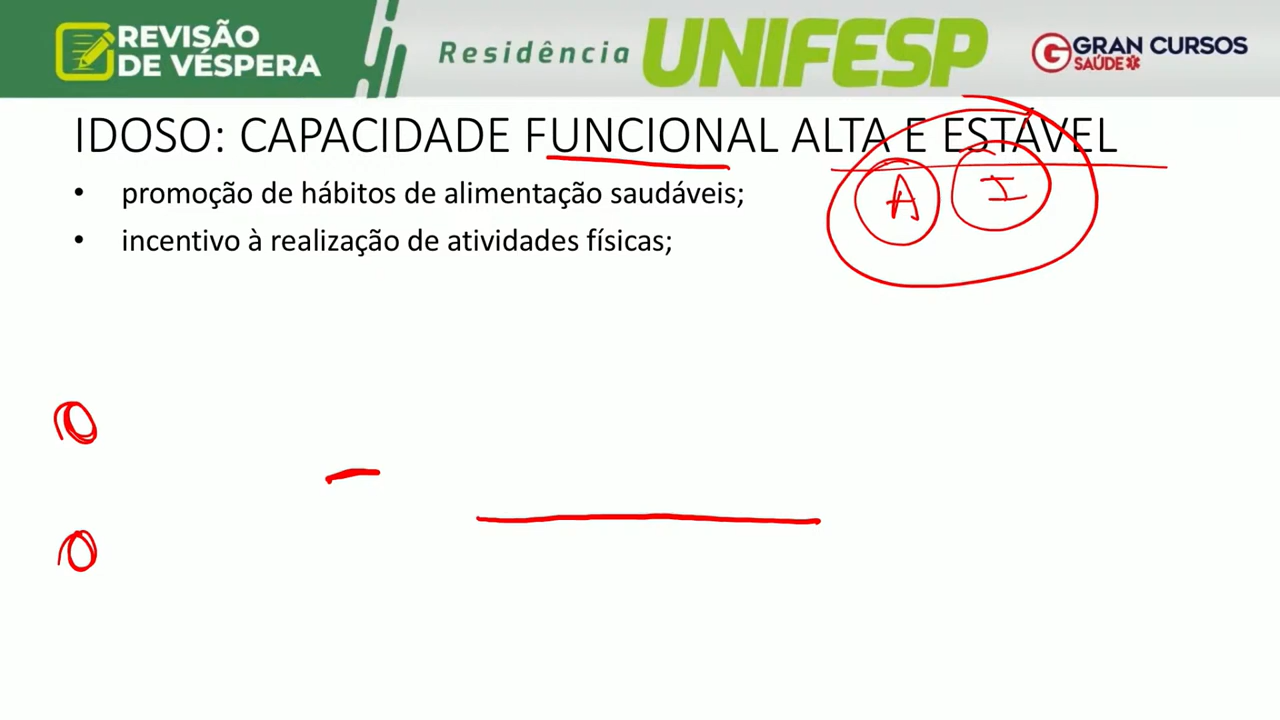 REVISÃO
DE VÉSPERA
Residência UNIFESP
GRAN CURSOS
SAÚDE
IDOSO: CAPACIDADE FUNCIONAL ALTA E ESTÁVEL
• promoção de hábitos de alimentação saudáveis;
• incentivo à realização de atividades físicas;
A I